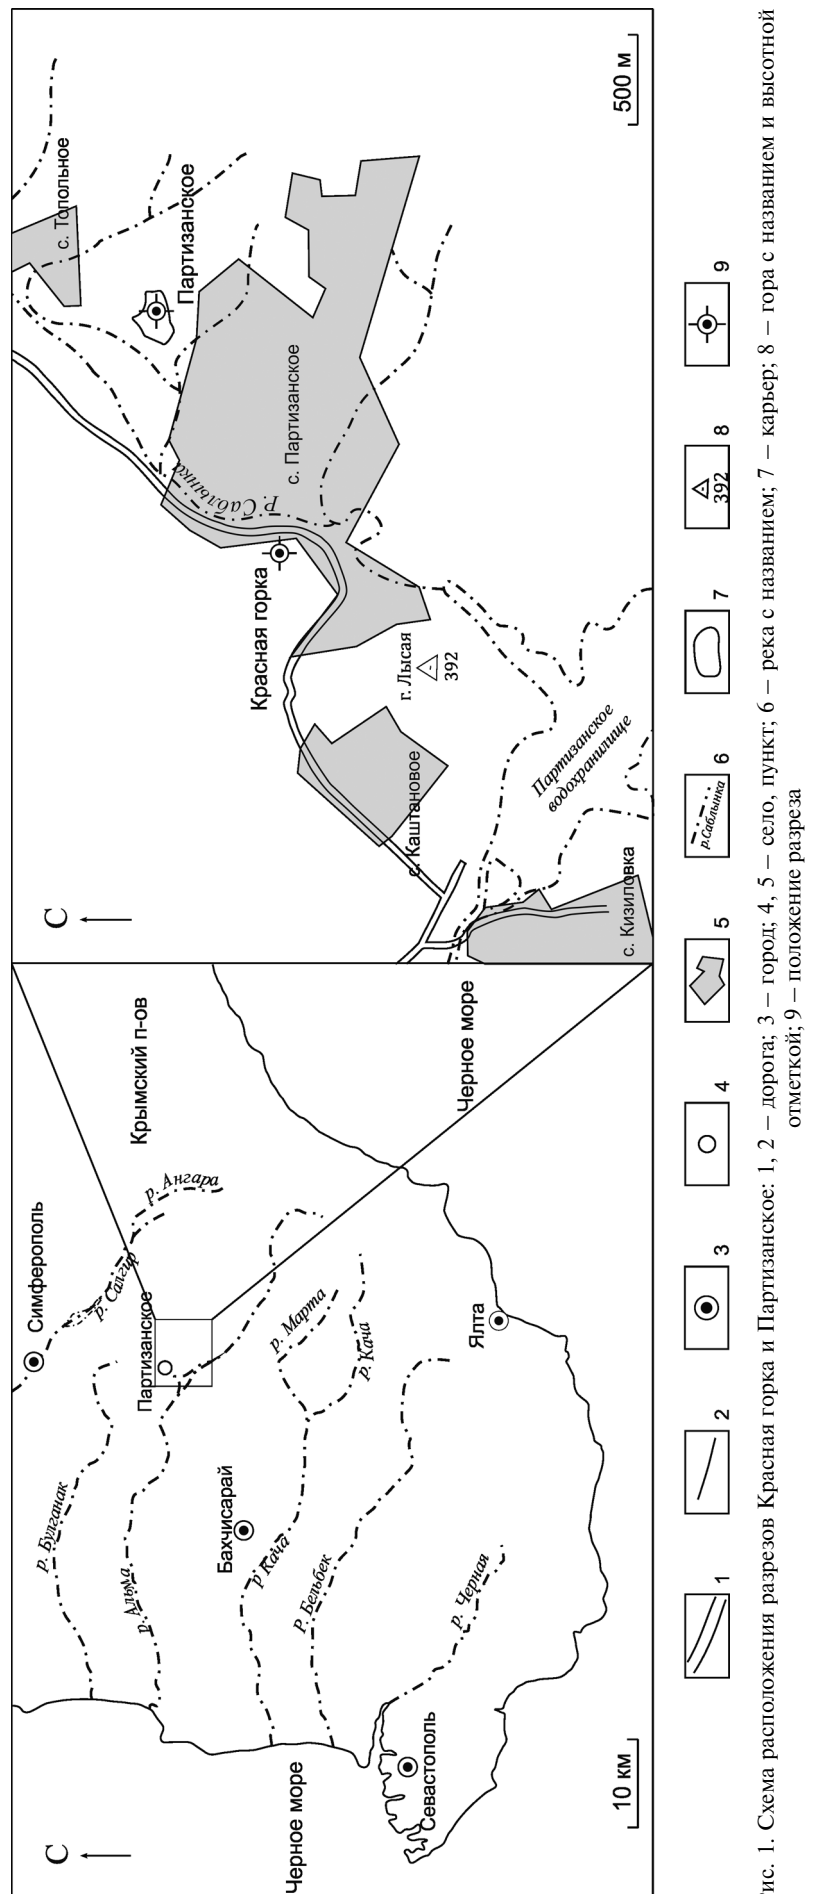 С
Симферополь
р. Салгир
р. Ангара
Крымский п-ов
р. Булганак
Партизанское
р. Альма
Бахчисарай
р. Марта
р. Кача
р Кача
Р. Бельбек
р. Черная
Ялта
Черное море
Севастополь
Черное море
10 км
С
с. Топольное
Партизанское
Р. Саблынка
с. Партизанское
Красная горка
г. Лысая
392
с. Каштановое
Партизанское
водохранилище
с. Кизиловка
500 м
1
2
3
4
5
р.Саблынка
6
7
392
8
9
ис. 1. Схема расположения разрезов Красная горка и Партизанское: 1, 2 – дорога; 3 – город; 4, 5 – село, пункт; 6 – река с названием; 7 – карьер; 8 – гора с названием и высотной
отметкой; 9 – положение разреза